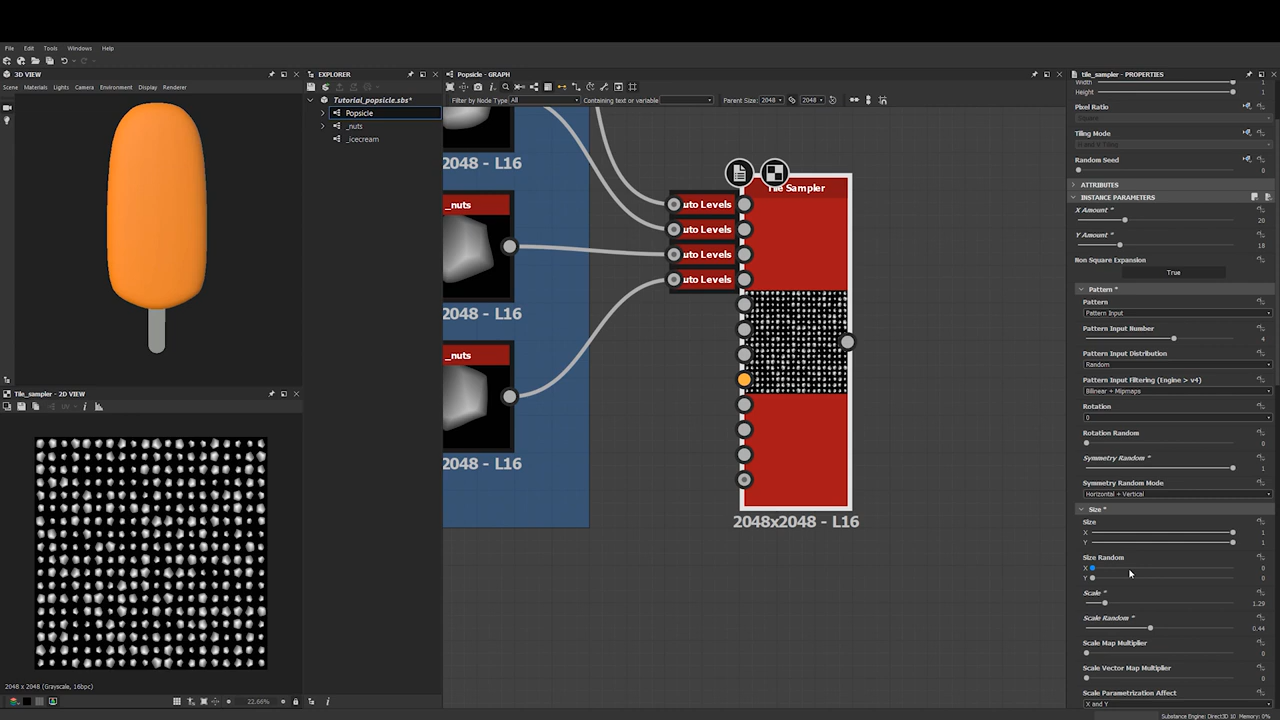 File Edit Tools Windows Help
3D VIEW
Scene Materials Lights Camera Environment Display Renderer
EXPLORER
Tutorial_popsicle.sbs*
Popsicle
_nuts
_icecream
Popsicle - GRAPH
Filter by Node Type All Containing text or variable Parent Size: 2048 2048
2048 - L16
_nuts
2048 - L16
_nuts
2048 - L16
uto Levels
uto Levels
uto Levels
uto Levels
Tile Sampler
2048x2048 - L16
Tile_sampler - 2D VIEW
UV
2048 x 2048 (Grayscale, 16bpc)
22.66%
tile_sampler - PROPERTIES
Width 1
Height 1
Pixel Ratio
Square
Tiling Mode
H and V Tiling
Random Seed
0
ATTRIBUTES
INSTANCE PARAMETERS
X Amount *
20
Y Amount *
18
Non Square Expansion
True
Pattern *
Pattern
Pattern Input
Pattern Input Number
4
Pattern Input Distribution
Random
Pattern Input Filtering (Engine > v4)
Bilinear + Mipmaps
Rotation
0
Rotation Random
0
Symmetry Random *
1
Symmetry Random Mode
Horizontal + Vertical
Size *
Size
X 1
Y 1
Size Random
X 0
Y 0
Scale *
1.29
Scale Random *
0.44
Scale Map Multiplier
0
Scale Vector Map Multiplier
0
Scale Parametrization Affect
X and Y
Substance Engine: Direct3D 10 Memory: 0%